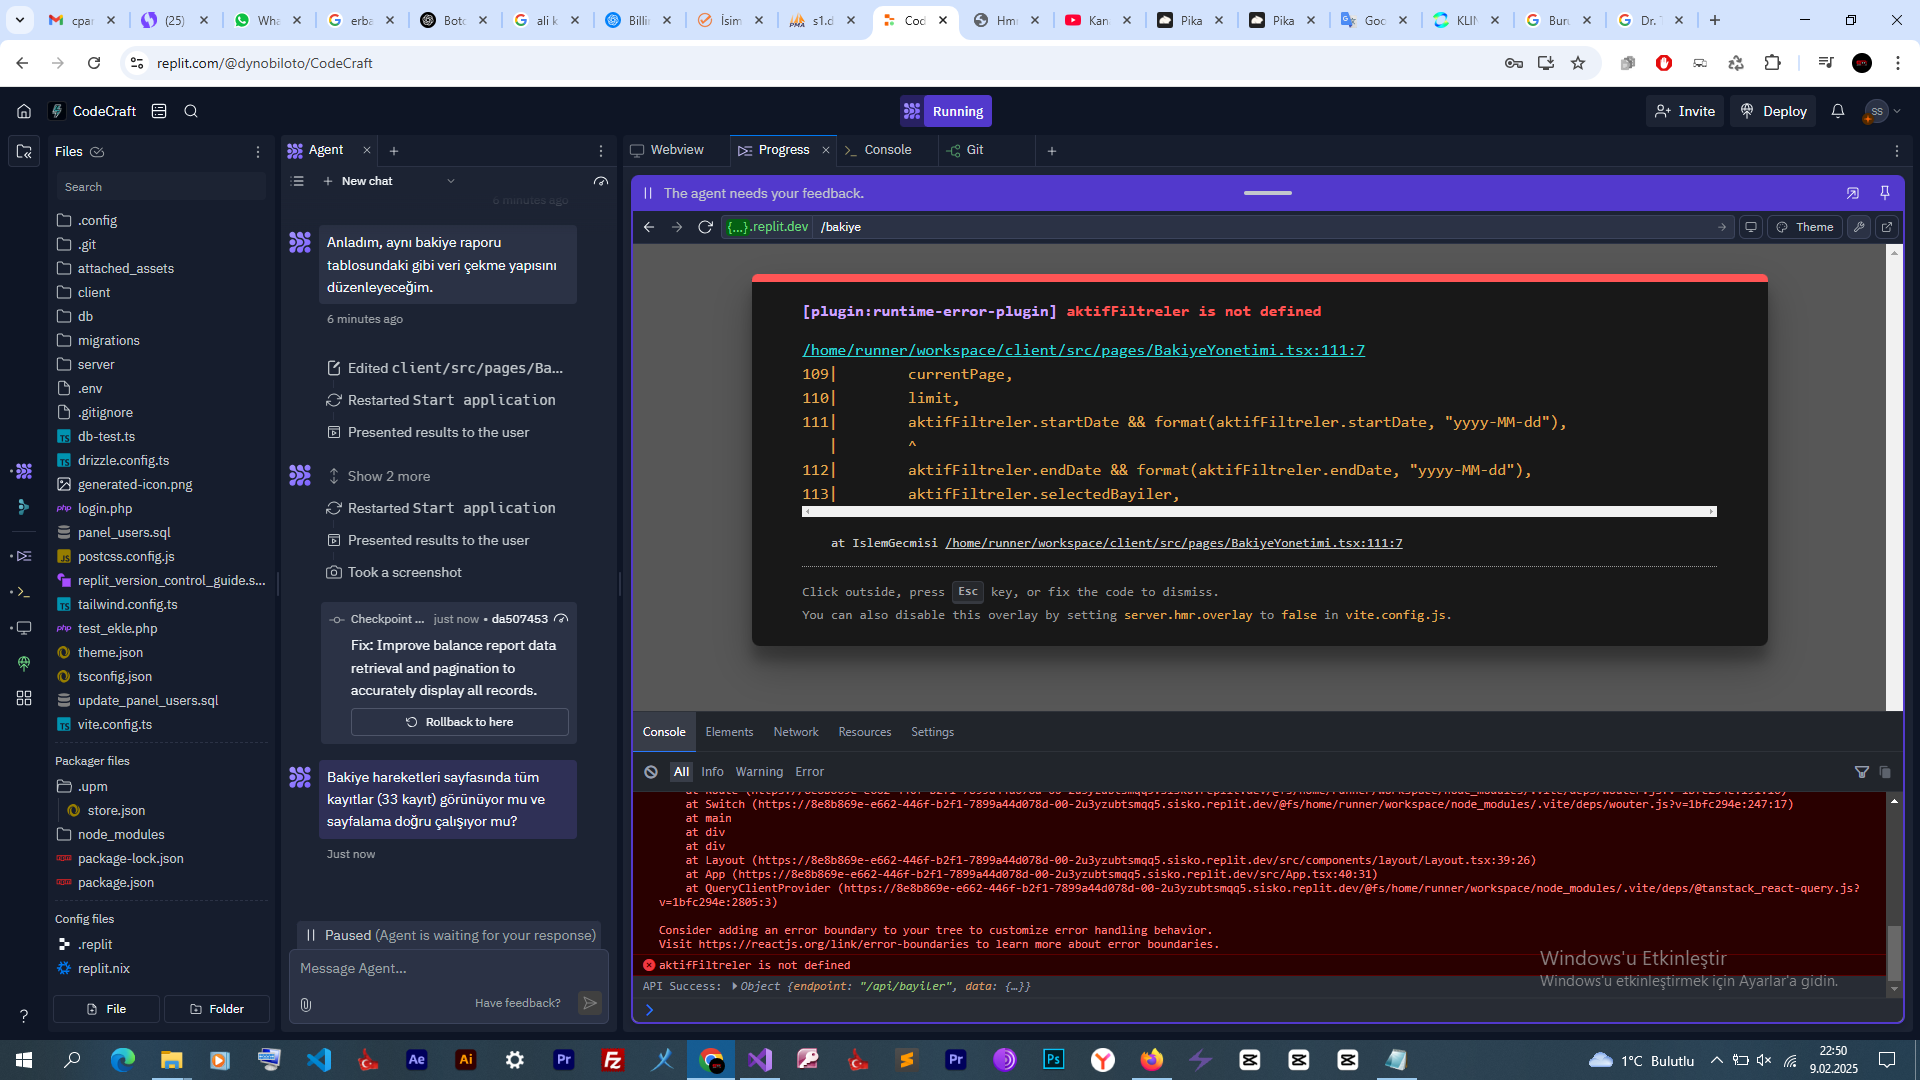 cpar
(25)
Wha
erba
Boto
ali k
Billin
İsim
s1.d
Cod
Hmr
Kana
Pika
Pika
Goo
KLIN
Buru
Dr. T
replit.com/@dynobiloto/CodeCraft
CodeCraft
Running
Invite
Deploy
SS
Files
Search
.config
.git
attached_assets
client
db
migrations
server
.env
.gitignore
db-test.ts
drizzle.config.ts
generated-icon.png
login.php
panel_users.sql
postcss.config.js
replit_version_control_guide.s...
tailwind.config.ts
test_ekle.php
theme.json
tsconfig.json
update_panel_users.sql
vite.config.ts
Packager files
.upm
store.json
node_modules
package-lock.json
package.json
Config files
.replit
replit.nix
File
Folder
Agent
New chat
6 minutes ago
Anladım, aynı bakiye raporu
tablosundaki gibi veri çekme yapısını
düzenleyeceğim.
6 minutes ago
Edited client/src/pages/Ba...
Restarted Start application
Presented results to the user
Show 2 more
Restarted Start application
Presented results to the user
Took a screenshot
Checkpoint ... just now • da507453
Fix: Improve balance report data
retrieval and pagination to
accurately display all records.
Rollback to here
Bakiye hareketleri sayfasında tüm
kayıtlar (33 kayıt) görünüyor mu ve
sayfalama doğru çalışıyor mu?
Just now
Paused (Agent is waiting for your response)
Message Agent...
Have feedback?
Webview
Progress
Console
Git
The agent needs your feedback.
{...}.replit.dev
/bakiye
Theme
[plugin:runtime-error-plugin] aktifFiltreler is not defined
/home/runner/workspace/client/src/pages/BakiyeYonetimi.tsx:111:7
109| currentPage,
110| limit,
111| aktifFiltreler.startDate && format(aktifFiltreler.startDate, "yyyy-MM-dd"),
| ^
112| aktifFiltreler.endDate && format(aktifFiltreler.endDate, "yyyy-MM-dd"),
113| aktifFiltreler.selectedBayiler,
at IslemGecmisi /home/runner/workspace/client/src/pages/BakiyeYonetimi.tsx:111:7
Click outside, press Esc key, or fix the code to dismiss.
You can also disable this overlay by setting server.hmr.overlay to false in vite.config.js.
Console
Elements
Network
Resources
Settings
All
Info
Warning
Error
at Switch (https://8e8b869e-e662-446f-b2f1-7899a44d078d-00-2u3yzubtsmqq5.sisko.replit.dev/@fs/home/runner/workspace/node_modules/.vite/deps/wouter.js?v=1bfc294e:247:17)
at main
at div
at div
at Layout (https://8e8b869e-e662-446f-b2f1-7899a44d078d-00-2u3yzubtsmqq5.sisko.replit.dev/src/components/layout/Layout.tsx:39:26)
at App (https://8e8b869e-e662-446f-b2f1-7899a44d078d-00-2u3yzubtsmqq5.sisko.replit.dev/src/App.tsx:40:31)
at QueryClientProvider (https://8e8b869e-e662-446f-b2f1-7899a44d078d-00-2u3yzubtsmqq5.sisko.replit.dev/@fs/home/runner/workspace/node_modules/.vite/deps/@tanstack_react-query.js?
v=1bfc294e:2805:3)
Consider adding an error boundary to your tree to customize error handling behavior.
Visit https://reactjs.org/link/error-boundaries to learn more about error boundaries.
aktifFiltreler is not defined
API Success: Object {endpoint: "/api/bayiler", data: {…}}
Windows'u Etkinleştir
Windows'u etkinleştirmek için Ayarlar'a gidin.
1°C Bulutlu
22:50
9.02.2025